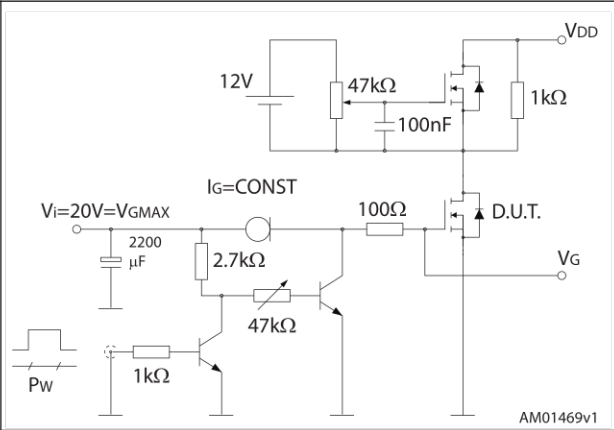 VDD
12V
47kΩ
1kΩ
100nF
IG=CONST
Vi=20V=VGMAX
100Ω
D.U.T.
2200
μF
2.7kΩ
VG
47kΩ
1kΩ
PW
AM01469v1